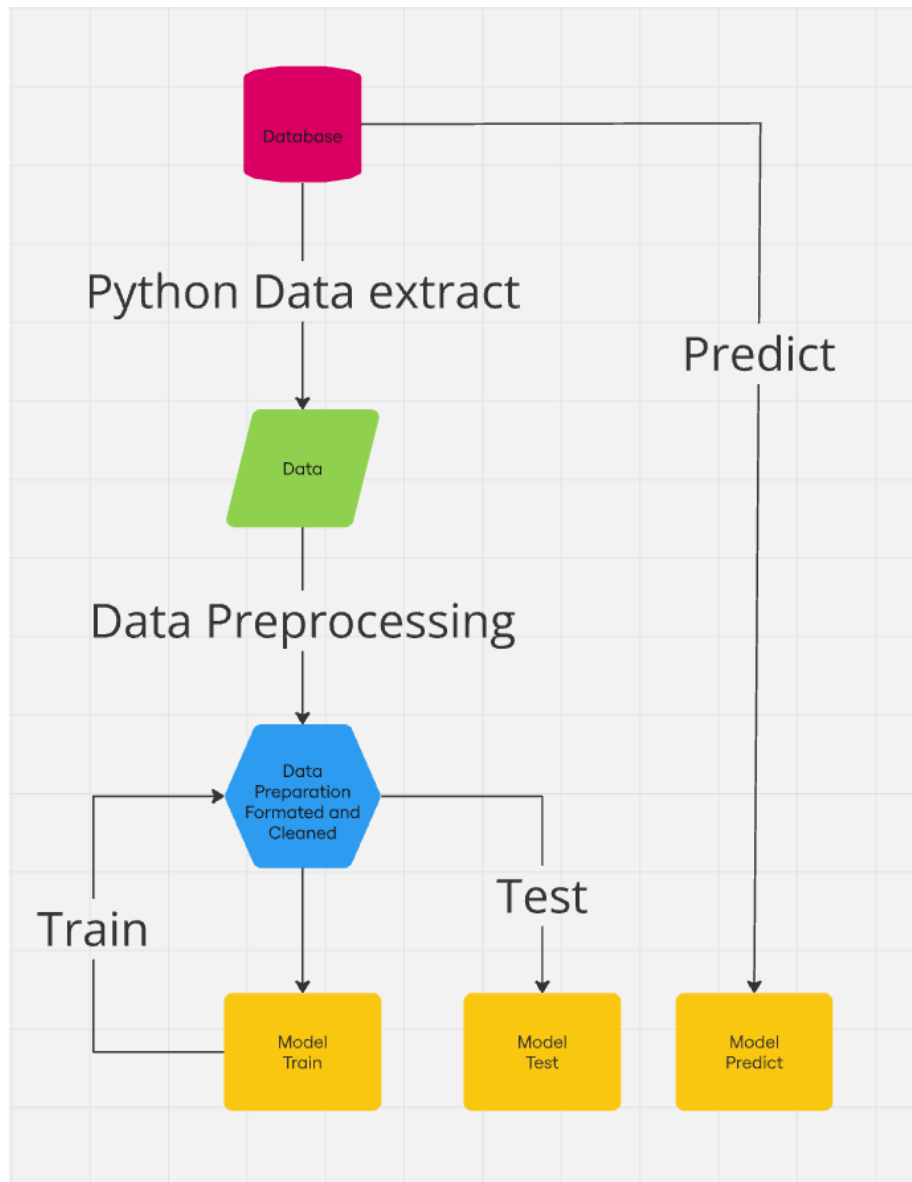 Database
Python Data extract
Predict
Data
Data Preprocessing
Data
Preparation
Formated and
Cleaned
Test
Train
Model
Train
Model
Test
Model
Predict